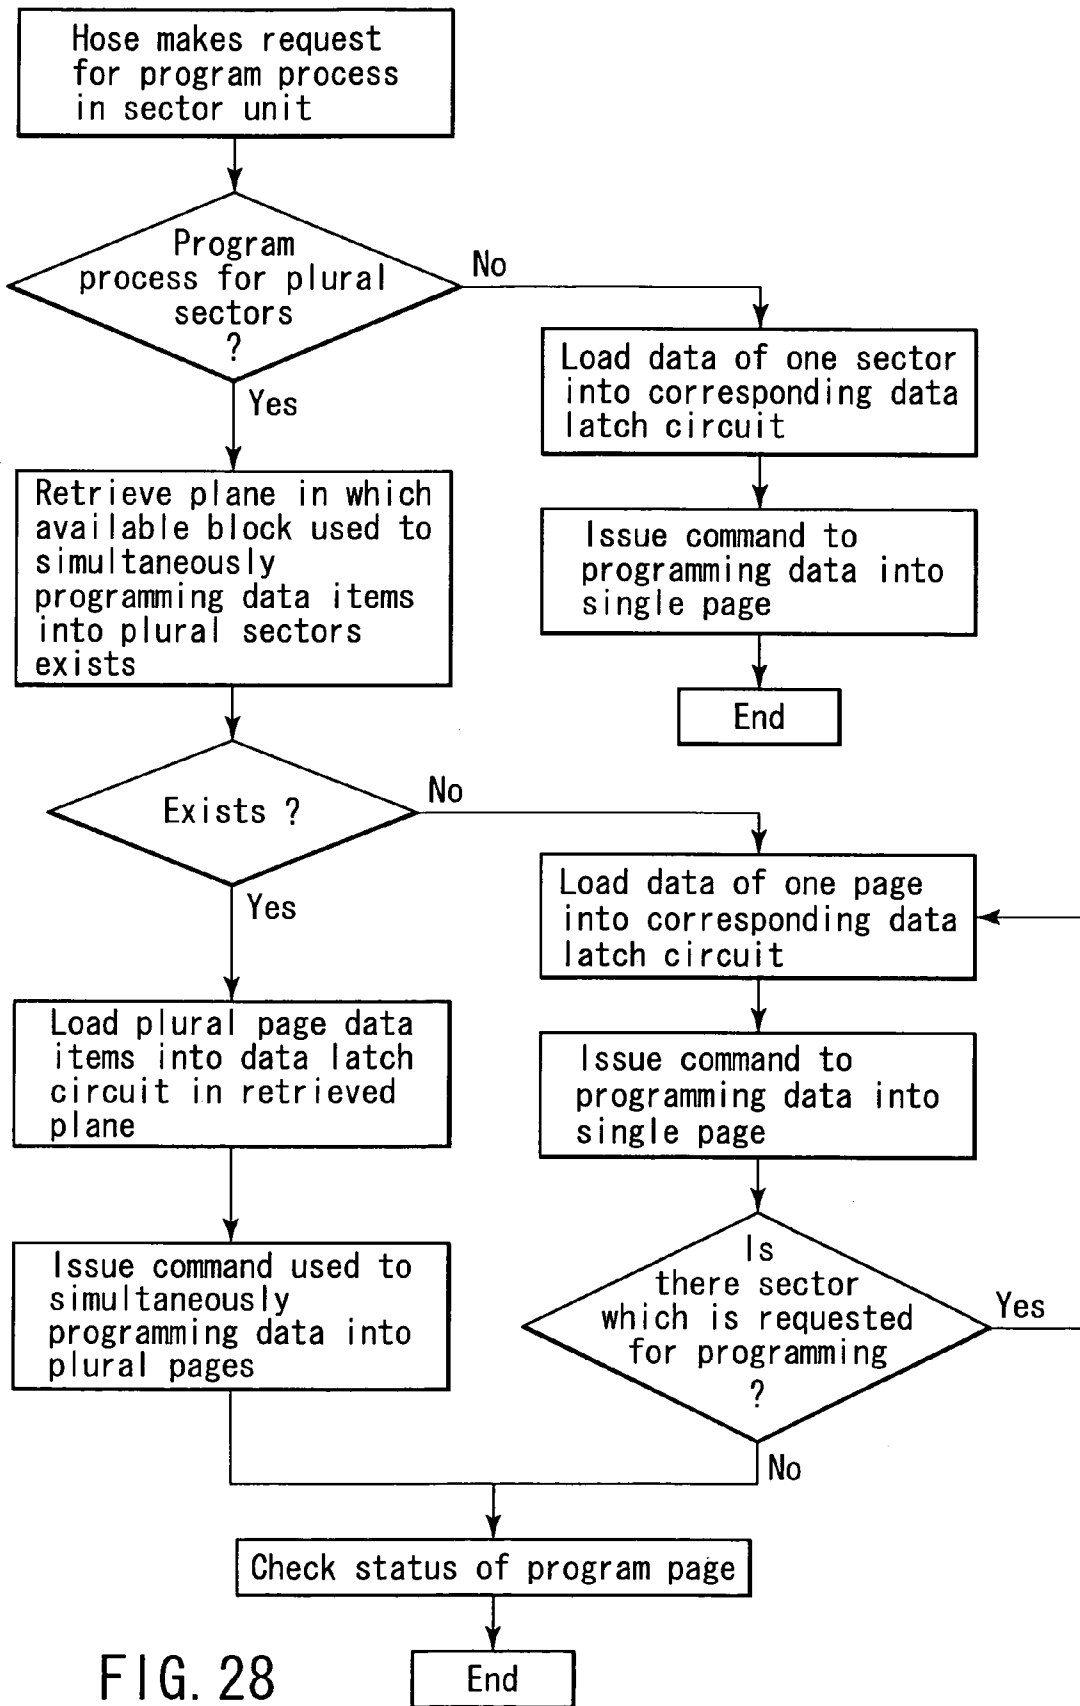 Hose makes request
for program process
in sector unit
Program
process for plural
sectors
?
No
Yes
Load data of one sector
into corresponding data
latch circuit
Issue command to
programming data into
single page
End
Retrieve plane in which
available block used to
simultaneously
programming data items
into plural sectors
exists
Exists ?
No
Yes
Load data of one page
into corresponding data
latch circuit
Issue command to
programming data into
single page
Is
there sector
which is requested
for programming
?
Yes
No
Load plural page data
items into data latch
circuit in retrieved
plane
Issue command used to
simultaneously
programming data into
plural pages
Check status of program page
End
FIG. 28